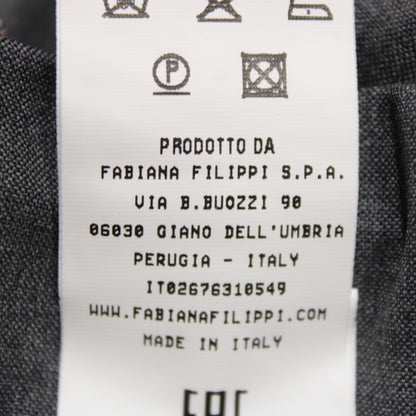 P
PRODOTTO DA
FABIANA FILIPPI S.P.A.
VIA B.BUOZZI 90
06030 GIANO DELL'UMBRIA
PERUGIA - ITALY
IT02676310549
WWW.FABIANAFILIPPI.COM
MADE IN ITALY